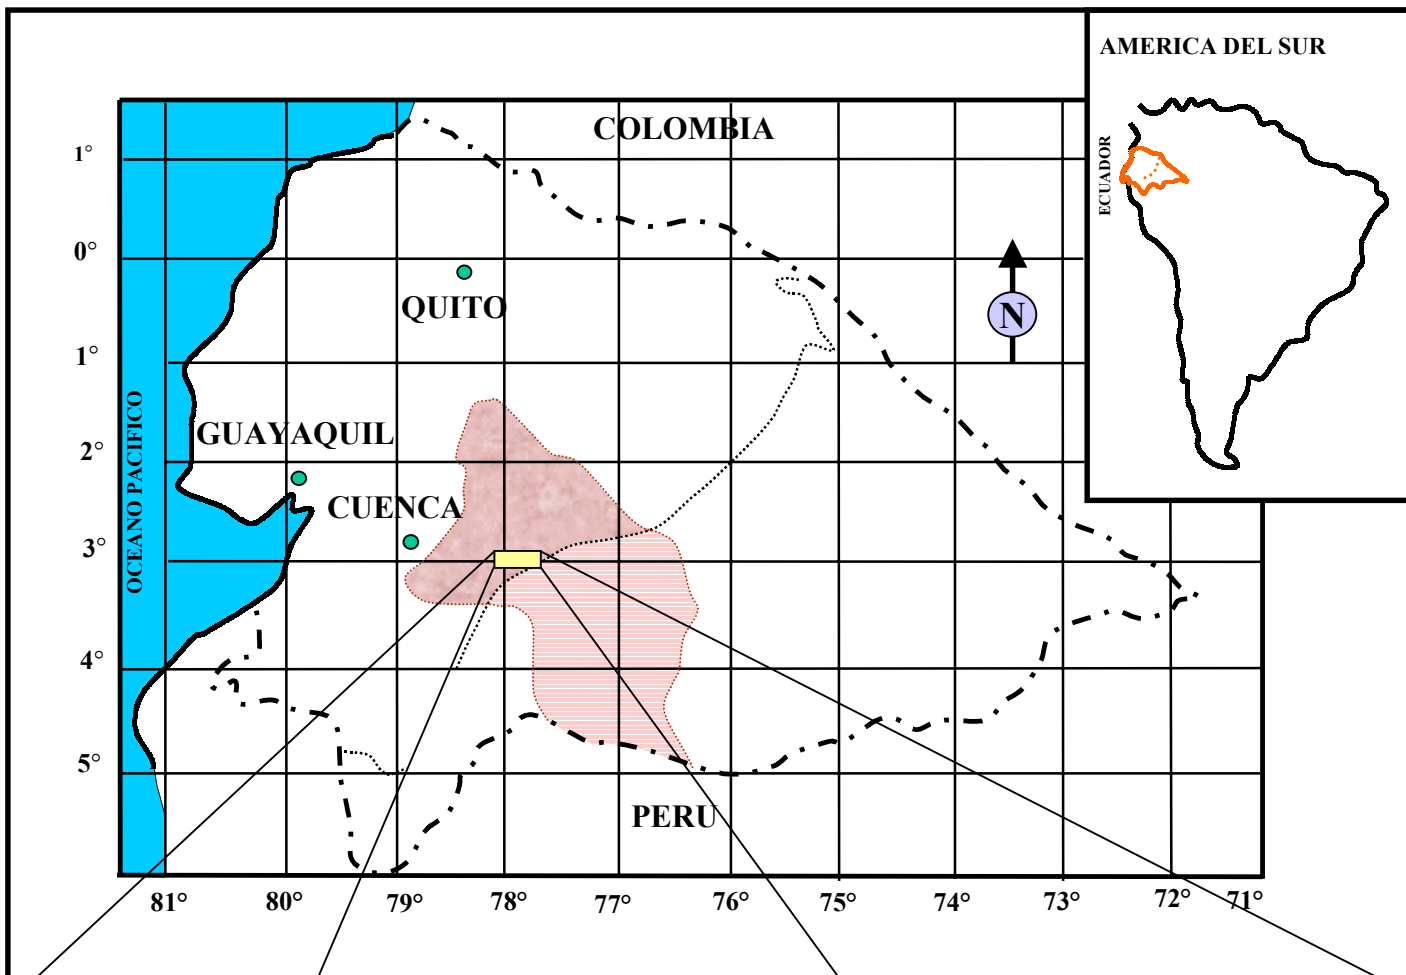 AMERICA DEL SUR
COLOMBIA
ECUADOR
1°
0°
QUITO
N
1°
GUAYAQUIL
2°
CUENCA
OCEANO PACIFICO
3°
4°
5°
PERU
81° 80° 79° 78° 77° 76° 75° 74° 73° 72° 71°